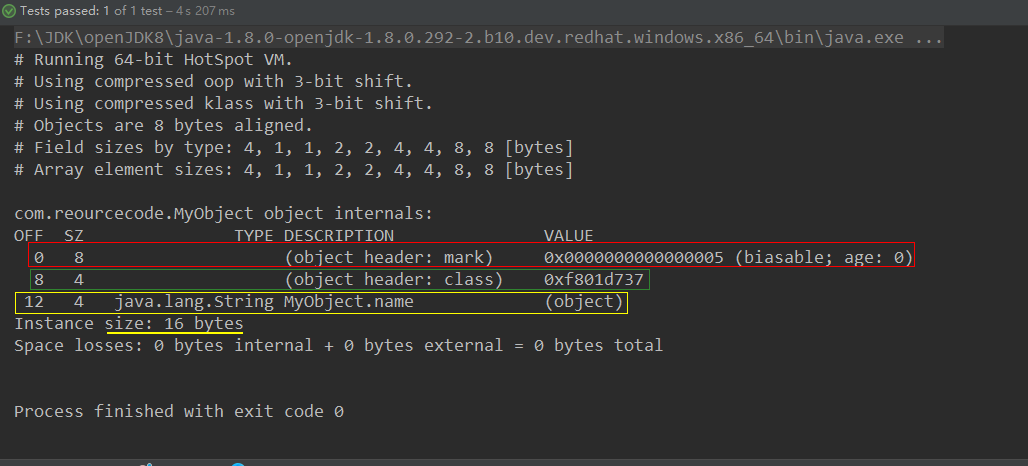 Tests passed: 1 of 1 test – 4 s 207 ms
F:\JDK\openJDK8\java-1.8.0-openjdk-1.8.0.292-2.b10.dev.redhat.windows.x86_64\bin\java.exe ...
# Running 64-bit HotSpot VM.
# Using compressed oop with 3-bit shift.
# Using compressed klass with 3-bit shift.
# Objects are 8 bytes aligned.
# Field sizes by type: 4, 1, 1, 2, 2, 4, 4, 8, 8 [bytes]
# Array element sizes: 4, 1, 1, 2, 2, 4, 4, 8, 8 [bytes]
com.reourcecode.MyObject object internals:
OFF  SZ               TYPE DESCRIPTION               VALUE
  0   8                    (object header: mark)     0x0000000000000005 (biasable; age: 0)
  8   4                    (object header: class)    0xf801d737
 12   4   java.lang.String MyObject.name             (object)
Instance size: 16 bytes
Space losses: 0 bytes internal + 0 bytes external = 0 bytes total
Process finished with exit code 0